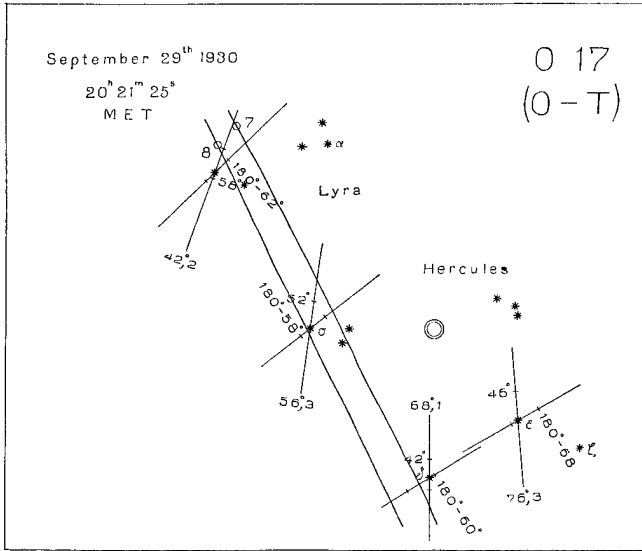 September 29th 1930
20h 21m 25s
MET
O 17
(O-T)
7
8
α
56°
180°-62°
Lyra
42°,2
Hercules
52°
180°-58°
σ
56°,3
68°,1
46°
ε
42°
180°-68
ζ
180°-60°
76°,3